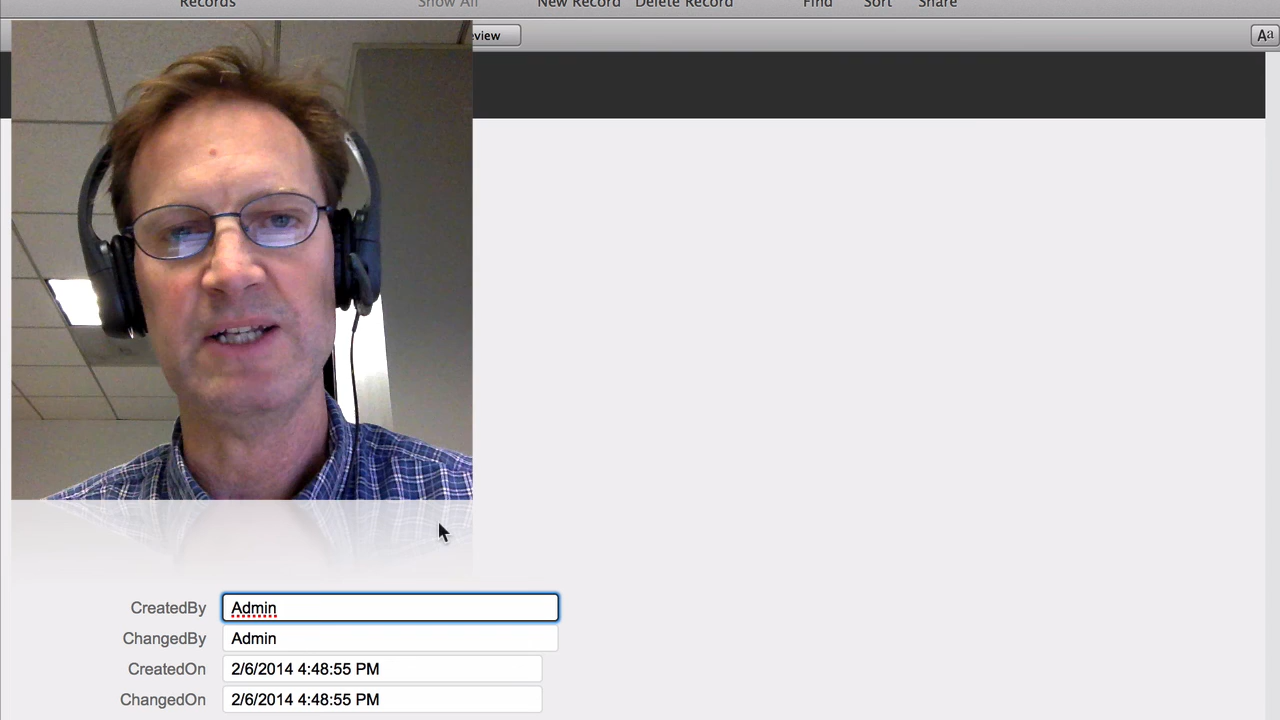 Records Show All New Record Delete Record Find Sort Share
eview Aa
CreatedBy Admin
ChangedBy Admin
CreatedOn 2/6/2014 4:48:55 PM
ChangedOn 2/6/2014 4:48:55 PM